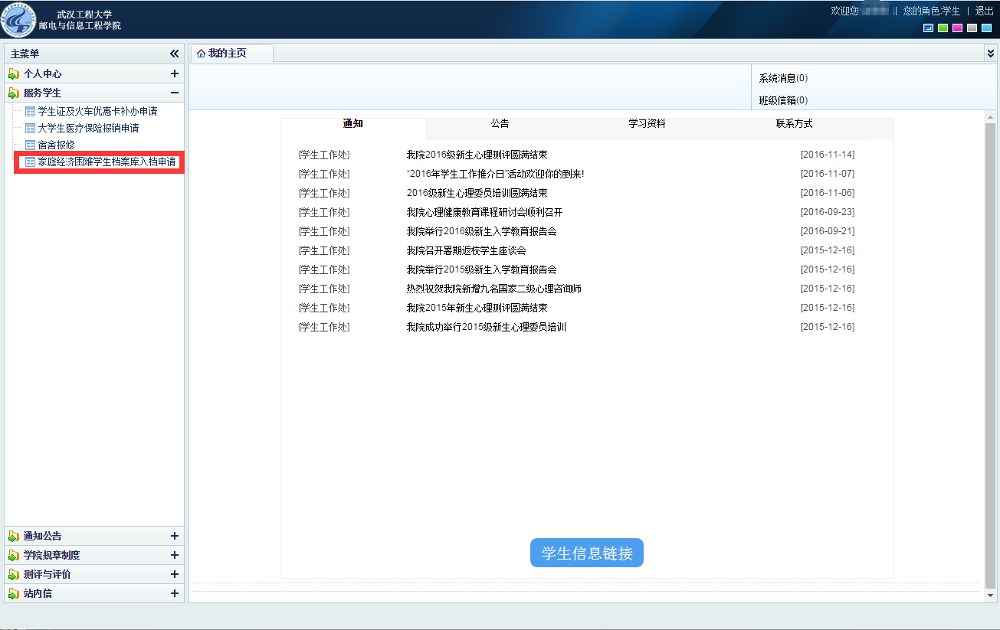 武汉工程大学
邮电与信息工程学院
欢迎您 | 您的角色:学生 | 退出
主菜单
个人中心
服务学生
学生证及火车优惠卡补办申请
大学生医疗保险报销申请
宿舍报修
家庭经济困难学生档案库入档申请
通知公告
学院规章制度
测评与评价
站内信
我的主页
系统消息(0)
班级信箱(0)
通知 公告 学习资料 联系方式
[学生工作处] 我院2016级新生心理测评圆满结束 [2016-11-14]
[学生工作处] “2016年学生工作推介日”活动欢迎你的到来! [2016-11-07]
[学生工作处] 2016级新生心理委员培训圆满结束 [2016-11-06]
[学生工作处] 我院心理健康教育课程研讨会顺利召开 [2016-09-23]
[学生工作处] 我院举行2016级新生入学教育报告会 [2016-09-21]
[学生工作处] 我院召开暑期返校学生座谈会 [2015-12-16]
[学生工作处] 我院举行2015级新生入学教育报告会 [2015-12-16]
[学生工作处] 热烈祝贺我院新增九名国家二级心理咨询师 [2015-12-16]
[学生工作处] 我院2015年新生心理测评圆满结束 [2015-12-16]
[学生工作处] 我院成功举行2015级新生心理委员培训 [2015-12-16]
学生信息链接